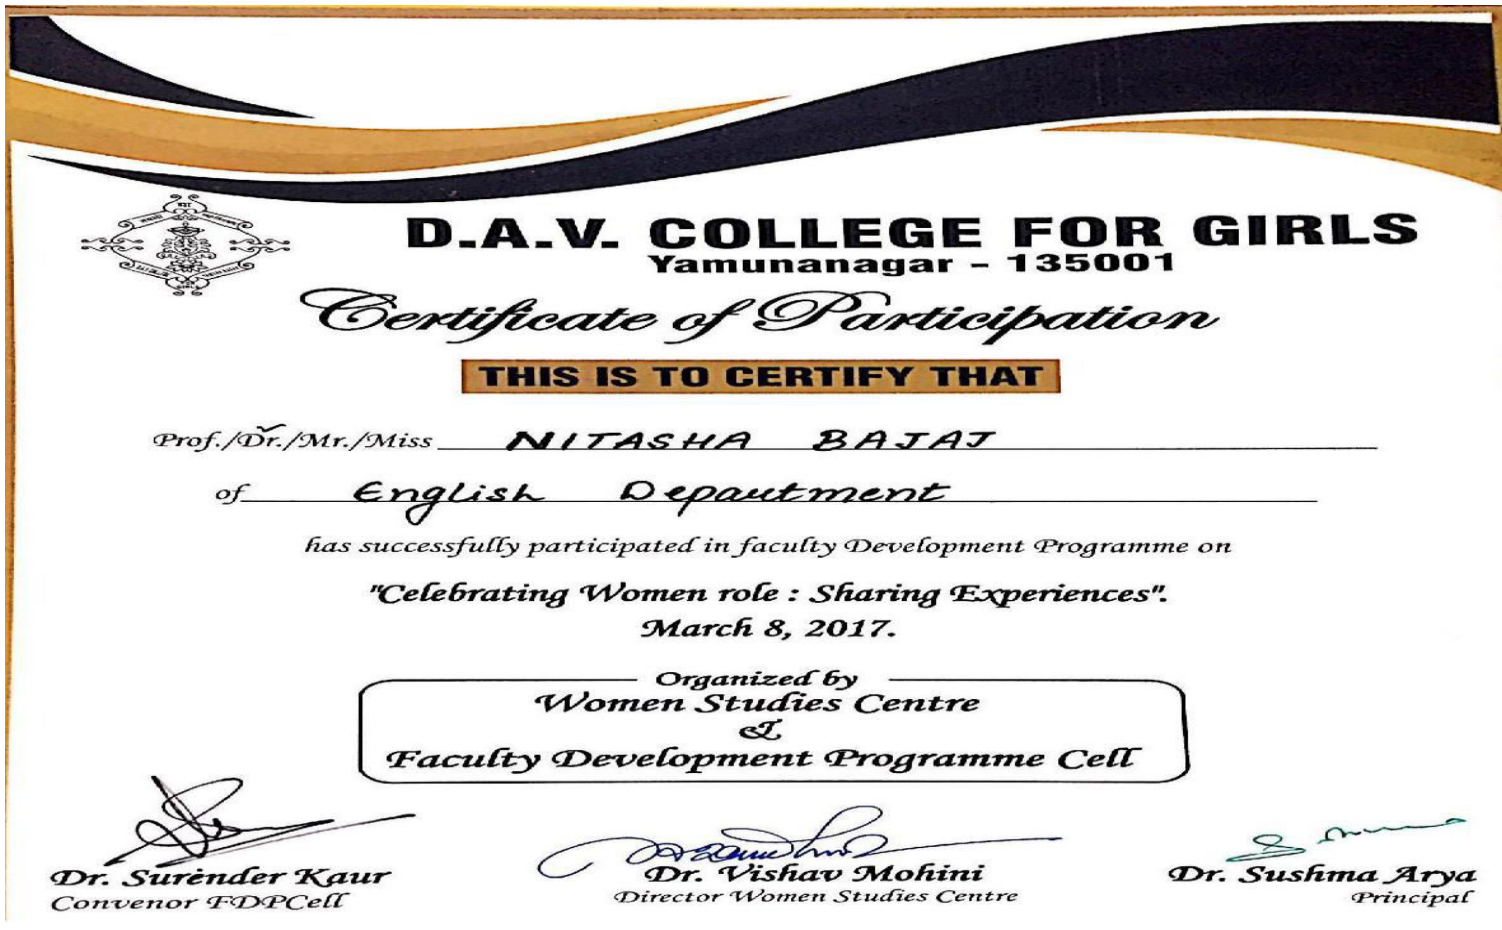 D.A.V. COLLEGE FOR GIRLS
Yamunanagar - 135001
Certificate of Participation
THIS IS TO CERTIFY THAT
Prof./Dr./Mr./Miss NITASHA BAJAJ
of English Department
has successfully participated in faculty Development Programme on
"Celebrating Women role : Sharing Experiences".
March 8, 2017.
Organized by
Women Studies Centre
&
Faculty Development Programme Cell
Dr. Surender Kaur
Convenor FDPCell
Dr. Vishav Mohini
Director Women Studies Centre
Dr. Sushma Arya
Principal